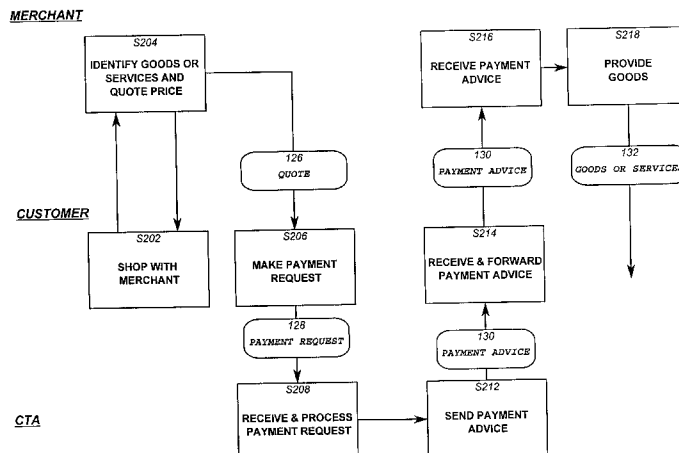 MERCHANT
S204
IDENTIFY GOODS OR
SERVICES AND
QUOTE PRICE
S216
RECEIVE PAYMENT
ADVICE
S218
PROVIDE
GOODS
126
QUOTE
130
PAYMENT ADVICE
132
GOODS OR SERVICES
CUSTOMER
S202
SHOP WITH
MERCHANT
S206
MAKE PAYMENT
REQUEST
S214
RECEIVE & FORWARD
PAYMENT ADVICE
128
PAYMENT REQUEST
130
PAYMENT ADVICE
CTA
S208
RECEIVE & PROCESS
PAYMENT REQUEST
S212
SEND PAYMENT
ADVICE